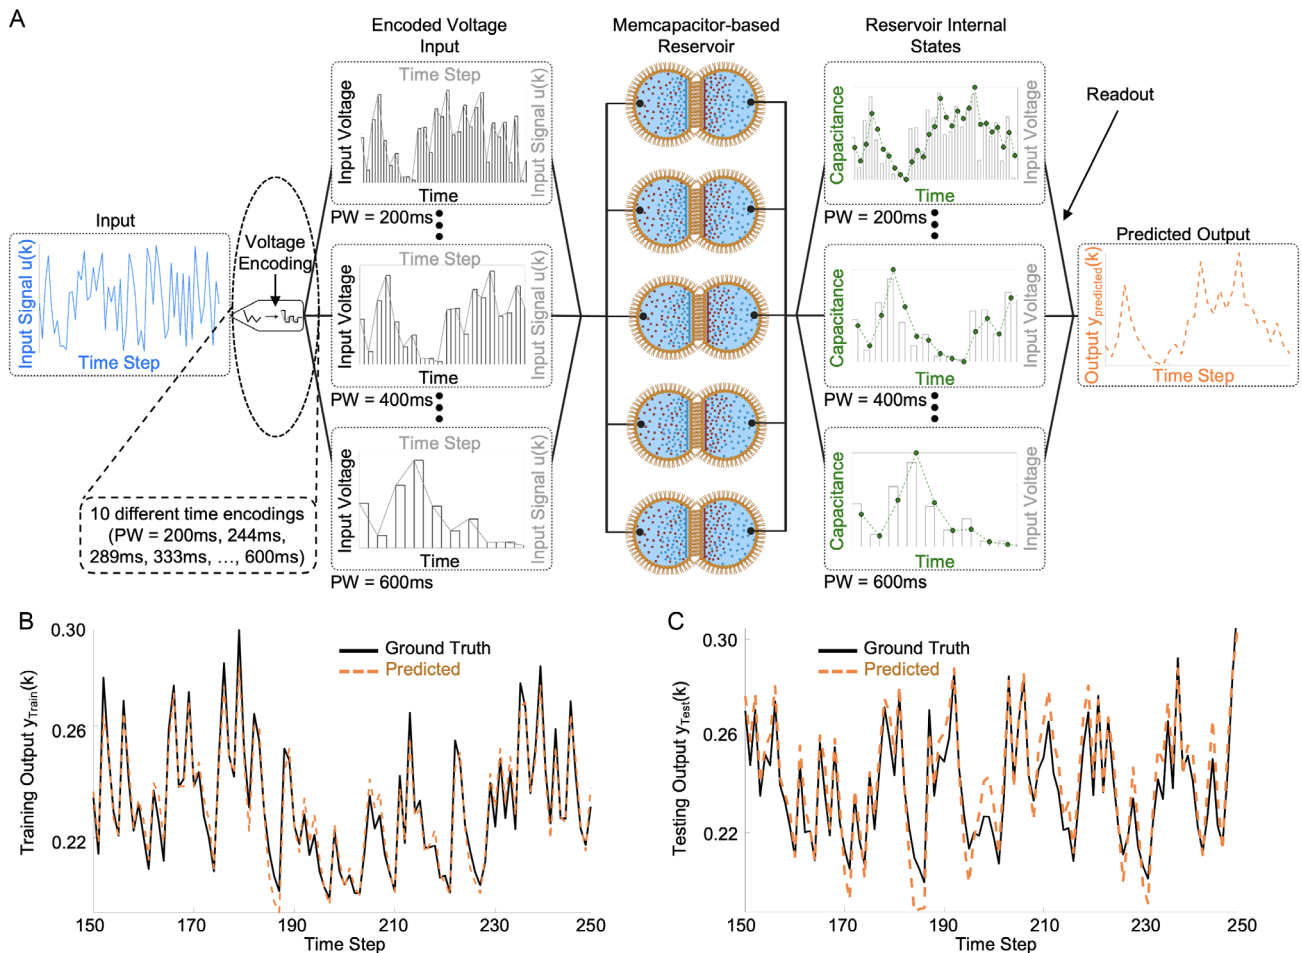 A
Encoded Voltage
Input
Memcapacitor-based
Reservoir
Reservoir Internal
States
Input
Input Signal u(k)
Time Step
Voltage
Encoding
10 different time encodings
(PW = 200ms, 244ms,
289ms, 333ms, ..., 600ms)
Time Step
Input Voltage
Input Signal u(k)
Time
PW = 200ms
Time Step
Input Voltage
Input Signal u(k)
Time
PW = 400ms
Time Step
Input Voltage
Input Signal u(k)
Time
PW = 600ms
Capacitance
Input Voltage
Time
PW = 200ms
Capacitance
Input Voltage
Time
PW = 400ms
Capacitance
Input Voltage
Time
PW = 600ms
Readout
Predicted Output
Output ypredicted(k)
Time Step
B
0.30
0.26
0.22
Training Output yTrain(k)
Ground Truth
Predicted
150 170 190 210 230 250
Time Step
C
0.30
0.26
0.22
Testing Output yTest(k)
Ground Truth
Predicted
150 170 190 210 230 250
Time Step